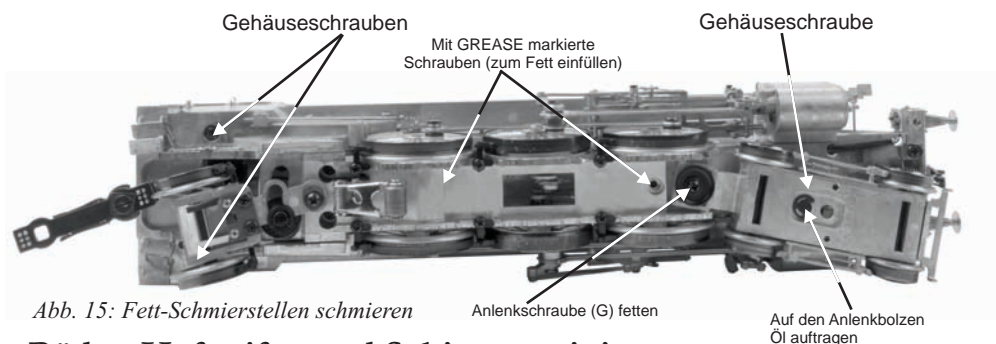 Gehäuseschrauben
Gehäuseschraube
Mit GREASE markierte
Schrauben (zum Fett einfüllen)
Abb. 15: Fett-Schmierstellen schmieren
Anlenkschraube (G) fetten
Auf den Anlenkbolzen
Öl auftragen